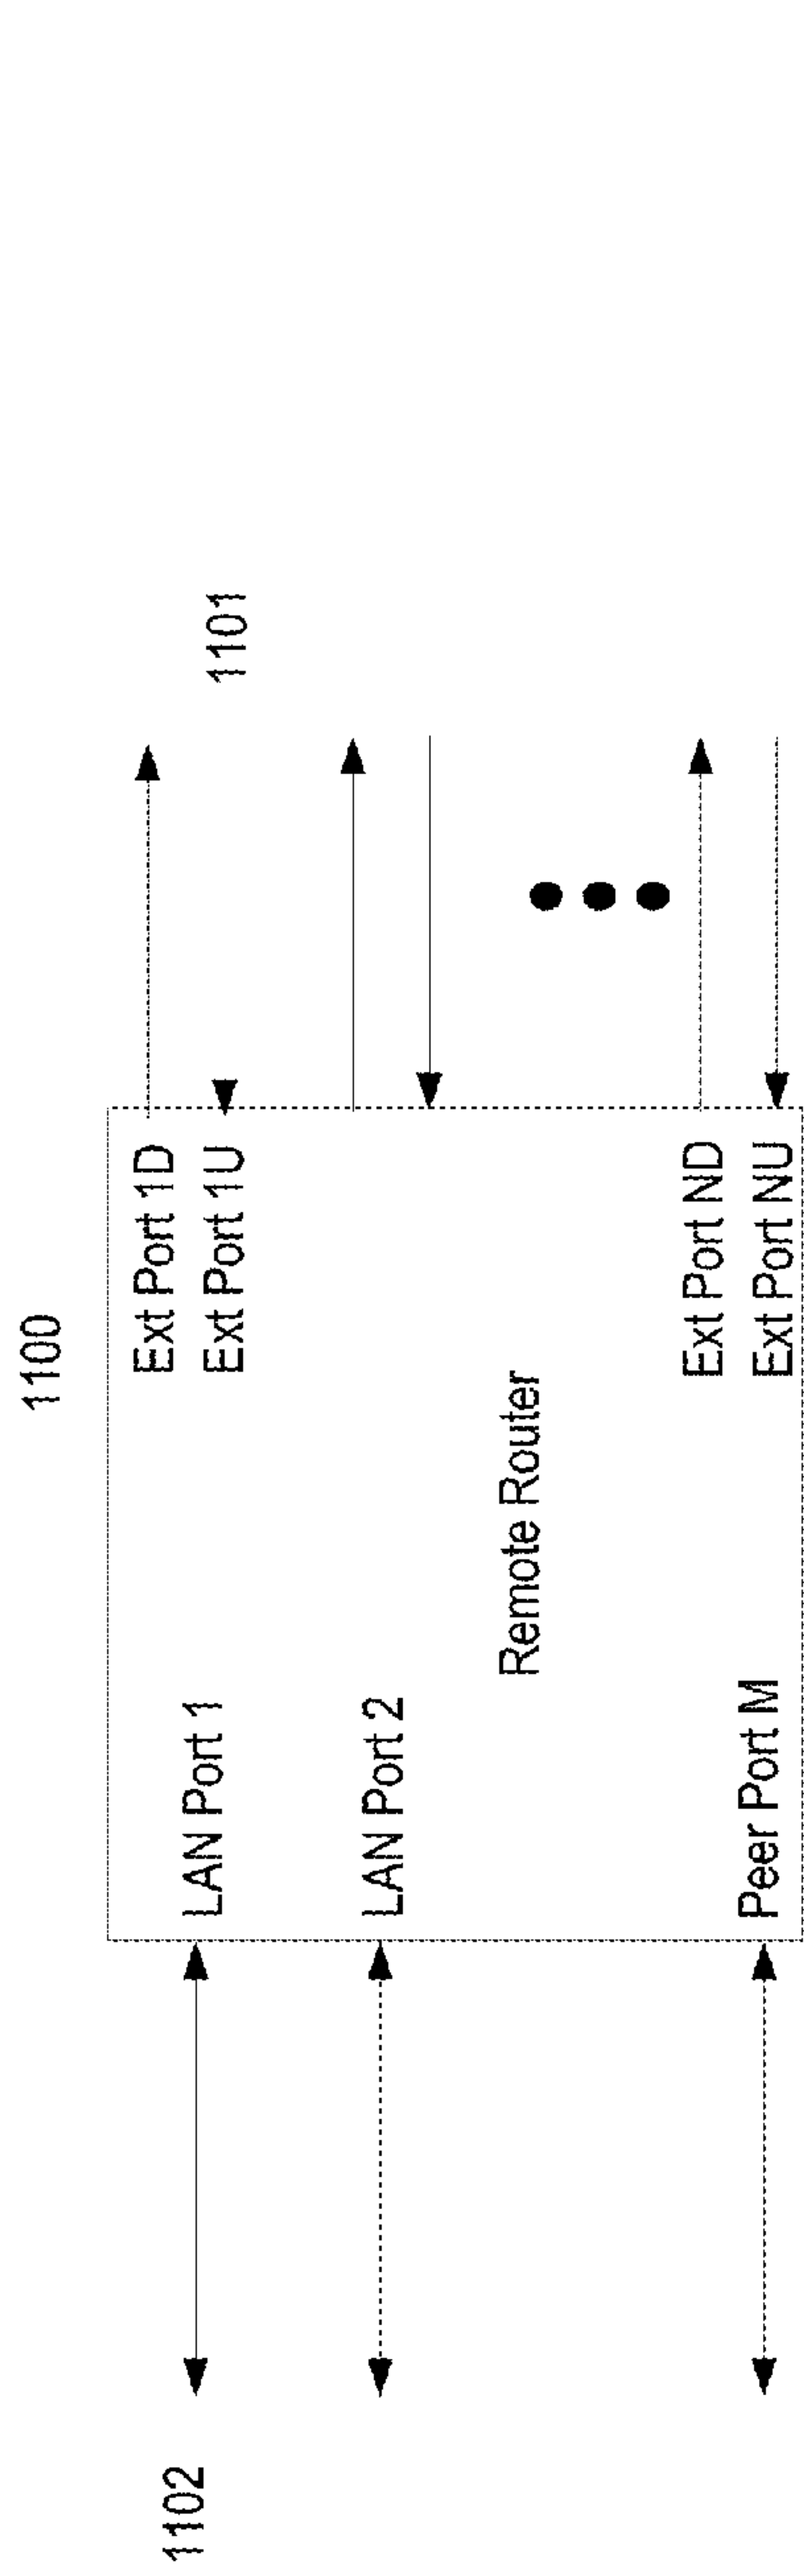 1100
1101
1102
LAN Port 1
Ext Port 1D
Ext Port 1U
LAN Port 2
Remote Router
Peer Port M
Ext Port ND
Ext Port NU